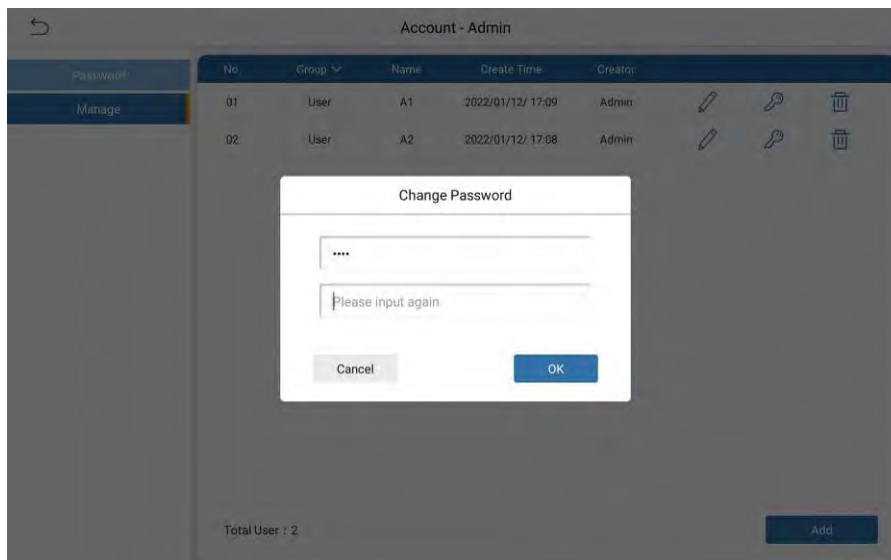 Account - Admin
Password
Manage
No Group Name Create Time Creator
01 User A1 2022/01/12/ 17:09 Admin
02 User A2 2022/01/12/ 17:08 Admin
Change Password
••••
Please input again
Cancel OK
Total User : 2 Add